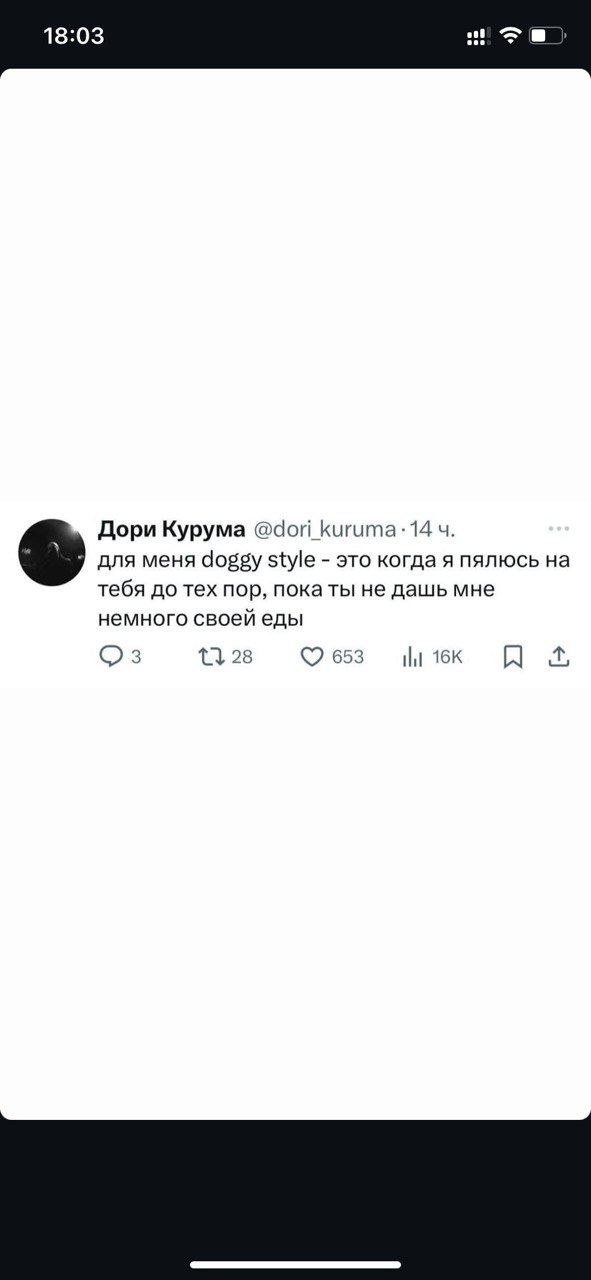 18:03
Дори Курума @dori_kuruma · 14 ч.
для меня doggy style - это когда я пялюсь на
тебя до тех пор, пока ты не дашь мне
немного своей еды
3 28 653 16K